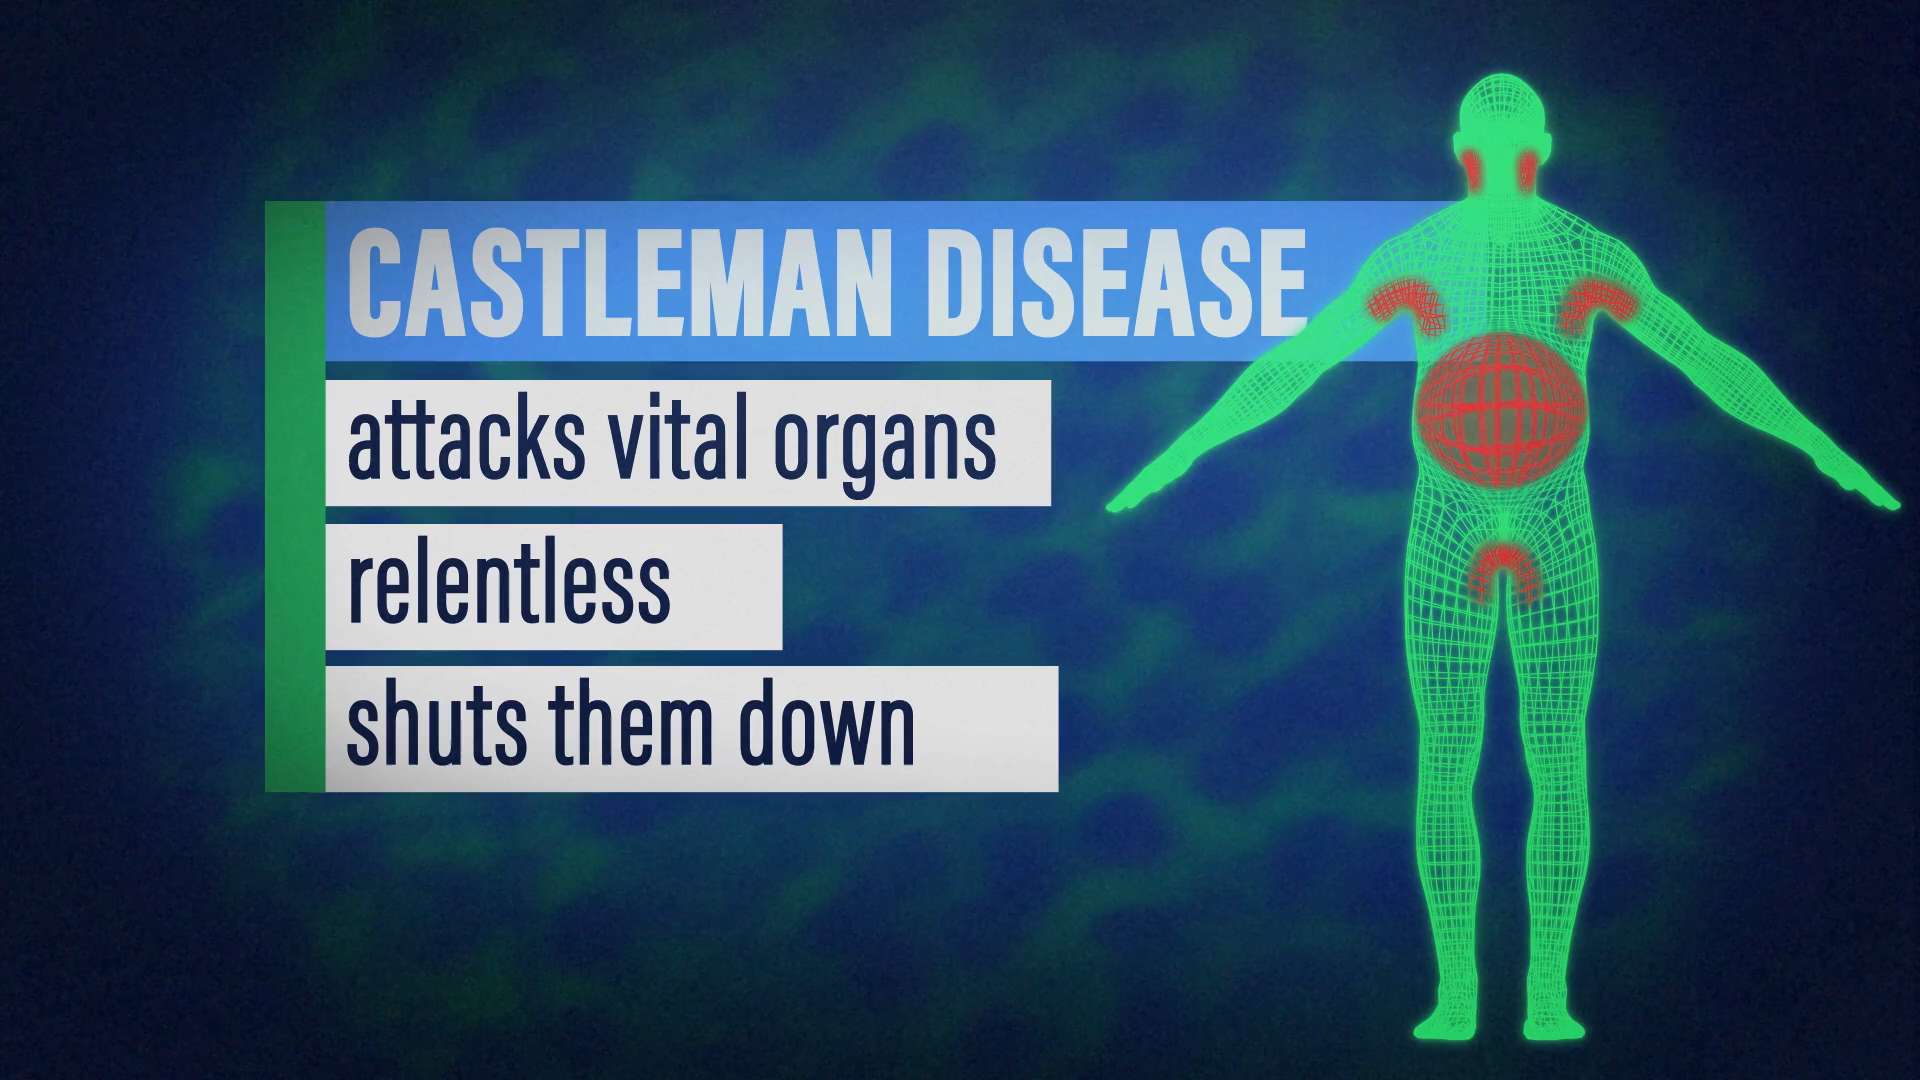 CASTLEMAN DISEASE
attacks vital organs
relentless
shuts them down